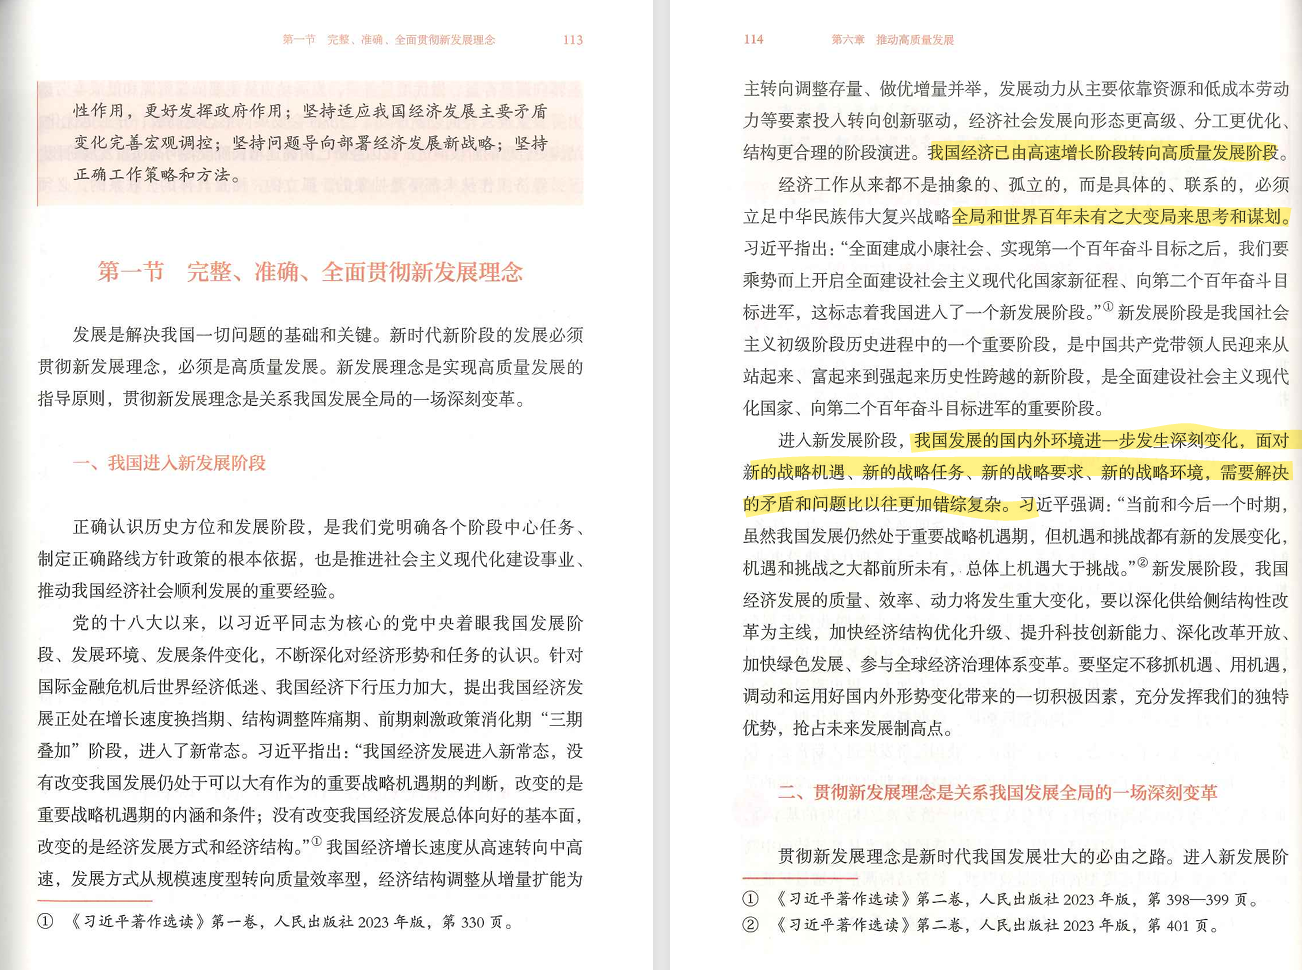 第一节　完整、准确、全面贯彻新发展理念　113
性作用，更好发挥政府作用；坚持适应我国经济发展主要矛盾
变化完善宏观调控；坚持问题导向部署经济发展新战略；坚持
正确工作策略和方法。
第一节　完整、准确、全面贯彻新发展理念
发展是解决我国一切问题的基础和关键。新时代新阶段的发展必须
贯彻新发展理念，必须是高质量发展。新发展理念是实现高质量发展的
指导原则，贯彻新发展理念是关系我国发展全局的一场深刻变革。
一、我国进入新发展阶段
正确认识历史方位和发展阶段，是我们党明确各个阶段中心任务、
制定正确路线方针政策的根本依据，也是推进社会主义现代化建设事业、
推动我国经济社会顺利发展的重要经验。
党的十八大以来，以习近平同志为核心的党中央着眼我国发展阶
段、发展环境、发展条件变化，不断深化对经济形势和任务的认识。针对
国际金融危机后世界经济低迷、我国经济下行压力加大，提出我国经济发
展正处在增长速度换挡期、结构调整阵痛期、前期刺激政策消化期“三期
叠加”阶段，进入了新常态。习近平指出：“我国经济发展进入新常态，没
有改变我国发展仍处于可以大有作为的重要战略机遇期的判断，改变的是
重要战略机遇期的内涵和条件；没有改变我国经济发展总体向好的基本面，
改变的是经济发展方式和经济结构。”①我国经济增长速度从高速转向中高
速，发展方式从规模速度型转向质量效率型，经济结构调整从增量扩能为
①　《习近平著作选读》第一卷，人民出版社 2023 年版，第 330 页。
114　第六章　推动高质量发展
主转向调整存量、做优增量并举，发展动力从主要依靠资源和低成本劳动
力等要素投入转向创新驱动，经济社会发展向形态更高级、分工更优化、
结构更合理的阶段演进。我国经济已由高速增长阶段转向高质量发展阶段。
经济工作从来都不是抽象的、孤立的，而是具体的、联系的，必须
立足中华民族伟大复兴战略全局和世界百年未有之大变局来思考和谋划。
习近平指出：“全面建成小康社会、实现第一个百年奋斗目标之后，我们要
乘势而上开启全面建设社会主义现代化国家新征程、向第二个百年奋斗目
标进军，这标志着我国进入了一个新发展阶段。”①新发展阶段是我国社会
主义初级阶段历史进程中的一个重要阶段，是中国共产党带领人民迎来从
站起来、富起来到强起来历史性跨越的新阶段，是全面建设社会主义现代
化国家、向第二个百年奋斗目标进军的重要阶段。
进入新发展阶段，我国发展的国内外环境进一步发生深刻变化，面对
新的战略机遇、新的战略任务、新的战略要求、新的战略环境，需要解决
的矛盾和问题比以往更加错综复杂。习近平强调：“当前和今后一个时期，
虽然我国发展仍然处于重要战略机遇期，但机遇和挑战都有新的发展变化，
机遇和挑战之大都前所未有，总体上机遇大于挑战。”②新发展阶段，我国
经济发展的质量、效率、动力将发生重大变化，要以深化供给侧结构性改
革为主线，加快经济结构优化升级、提升科技创新能力、深化改革开放、
加快绿色发展、参与全球经济治理体系变革。要坚定不移抓机遇、用机遇，
调动和运用好国内外形势变化带来的一切积极因素，充分发挥我们的独特
优势，抢占未来发展制高点。
二、贯彻新发展理念是关系我国发展全局的一场深刻变革
贯彻新发展理念是新时代我国发展壮大的必由之路。进入新发展阶
①　《习近平著作选读》第二卷，人民出版社 2023 年版，第 398—399 页。
②　《习近平著作选读》第二卷，人民出版社 2023 年版，第 401 页。